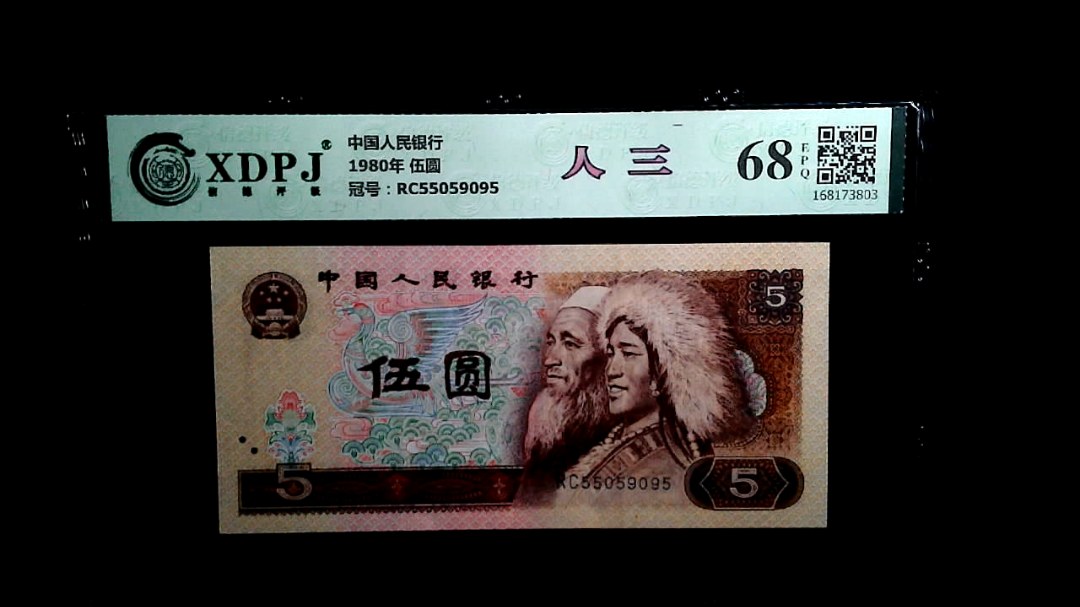 XDPJ®
中国人民银行
1980年 伍圆
冠号：RC55059095
人三
68
EPQ
168173803
中国人民银行
5
伍圆
5
RC55059095
5